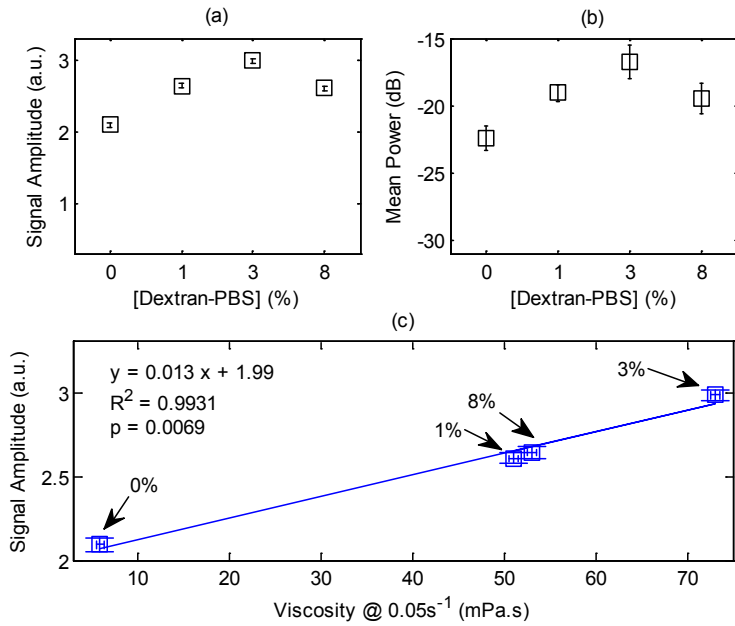 (a)
Signal Amplitude (a.u.)
3
2
1
0 1 3 8
[Dextran-PBS] (%)
(b)
Mean Power (dB)
-15
-20
-25
-30
0 1 3 8
[Dextran-PBS] (%)
(c)
Signal Amplitude (a.u.)
3
2.5
2
y = 0.013 x + 1.99
R² = 0.9931
p = 0.0069
0%
1%
8%
3%
10 20 30 40 50 60 70
Viscosity @ 0.05s⁻¹ (mPa.s)